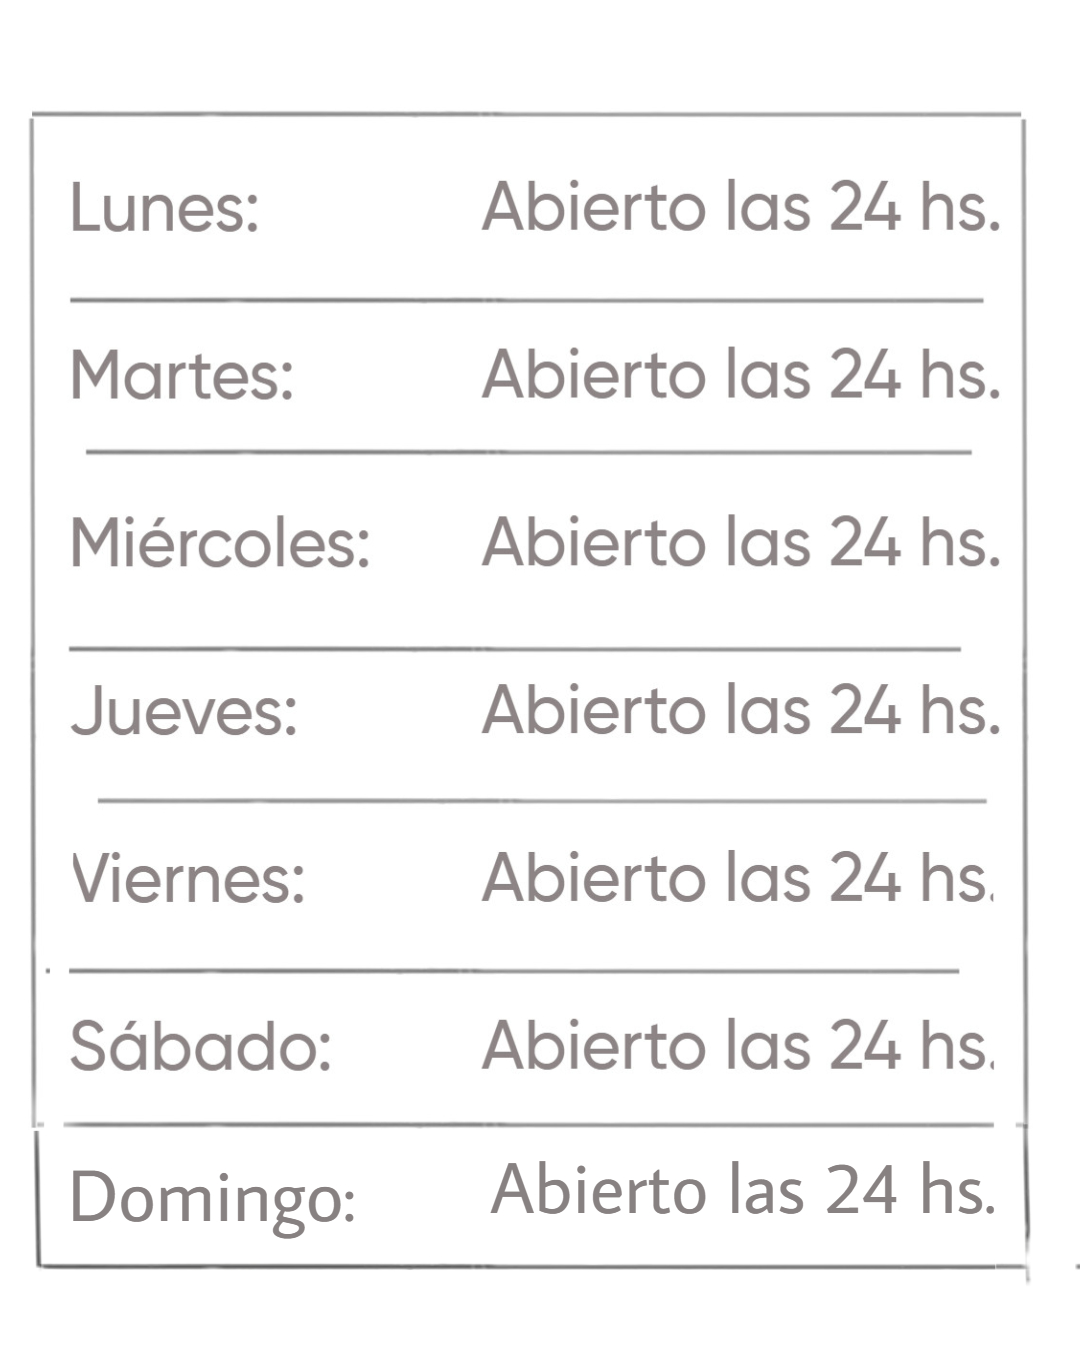 Lunes: Abierto las 24 hs.
Martes: Abierto las 24 hs.
Miércoles: Abierto las 24 hs.
Jueves: Abierto las 24 hs.
Viernes: Abierto las 24 hs.
Sábado: Abierto las 24 hs.
Domingo: Abierto las 24 hs.